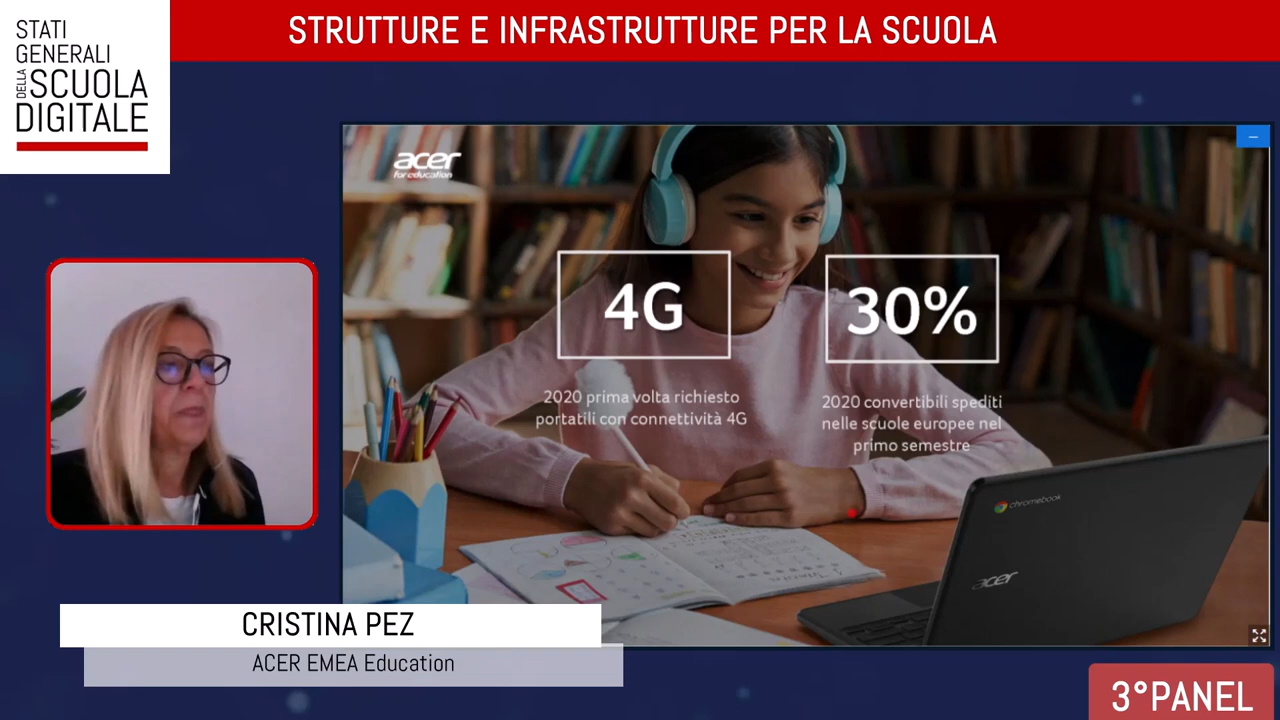 STATI
GENERALI
DELLA SCUOLA
DIGITALE
STRUTTURE E INFRASTRUTTURE PER LA SCUOLA
acer
for education
4G
30%
2020 prima volta richiesto
portatili con connettività 4G
2020 convertibili spediti
nelle scuole europee nel
primo semestre
chromebook
acer
CRISTINA PEZ
ACER EMEA Education
3°PANEL